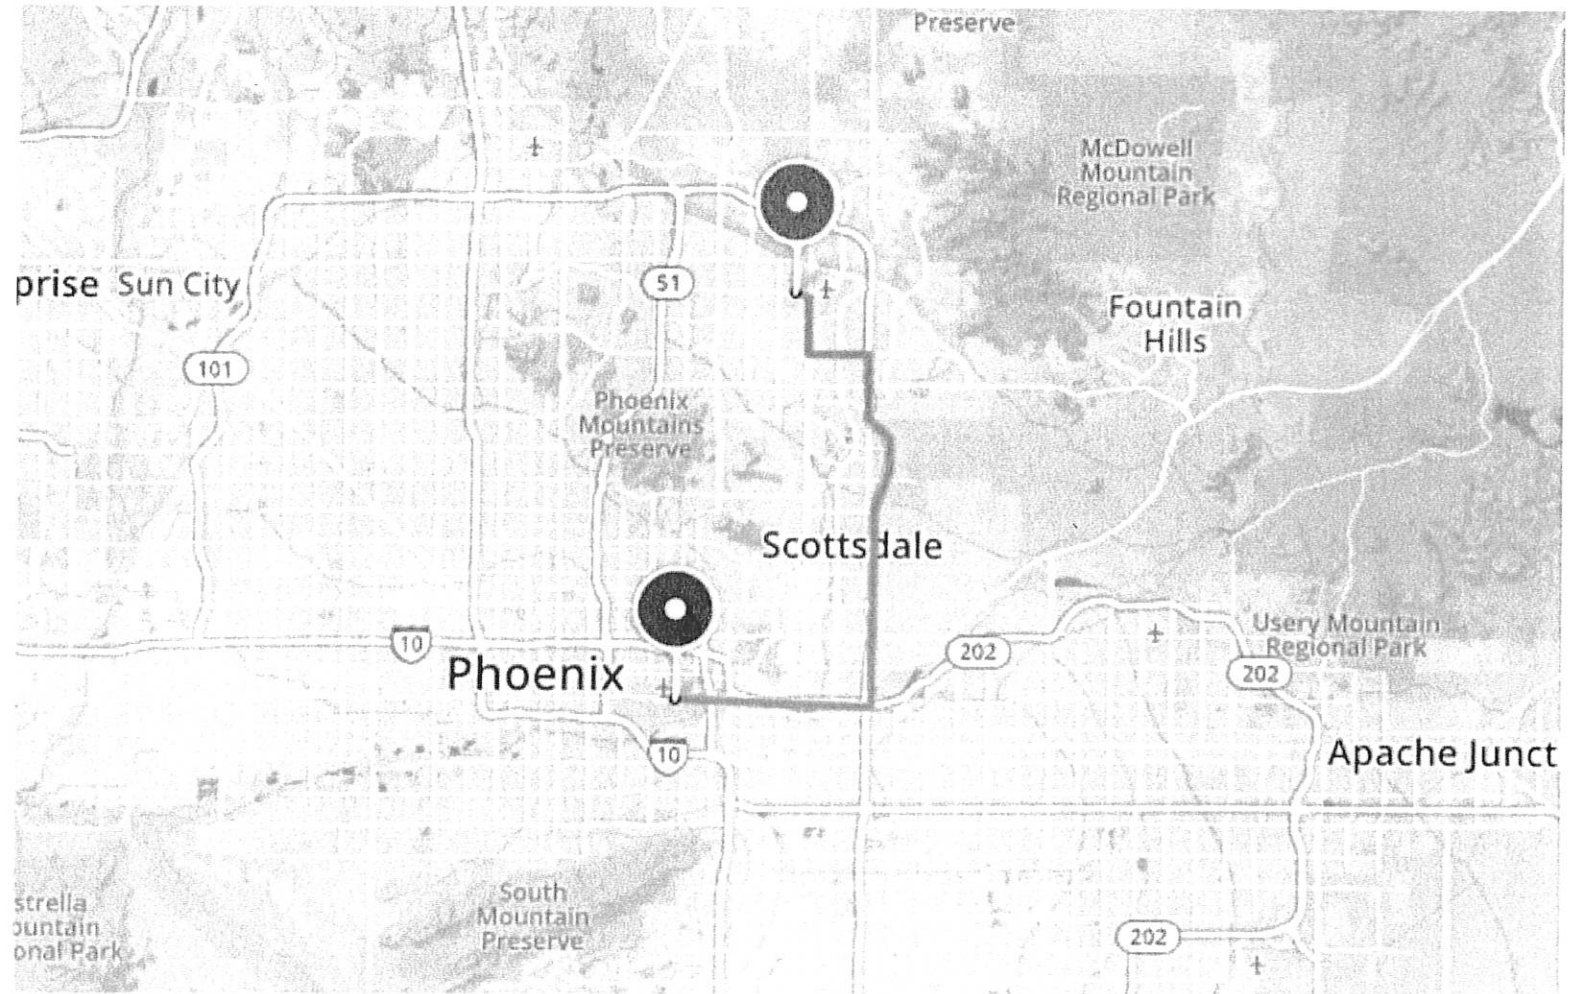 Preserve
McDowell
Mountain
Regional Park
prise
Sun City
51
Fountain
Hills
101
Phoenix
Mountains
Preserve
Scottsdale
10
Phoenix
202
Usery Mountain
Regional Park
202
10
Apache Junct
strella
ountain
onal Park
South
Mountain
Preserve
202